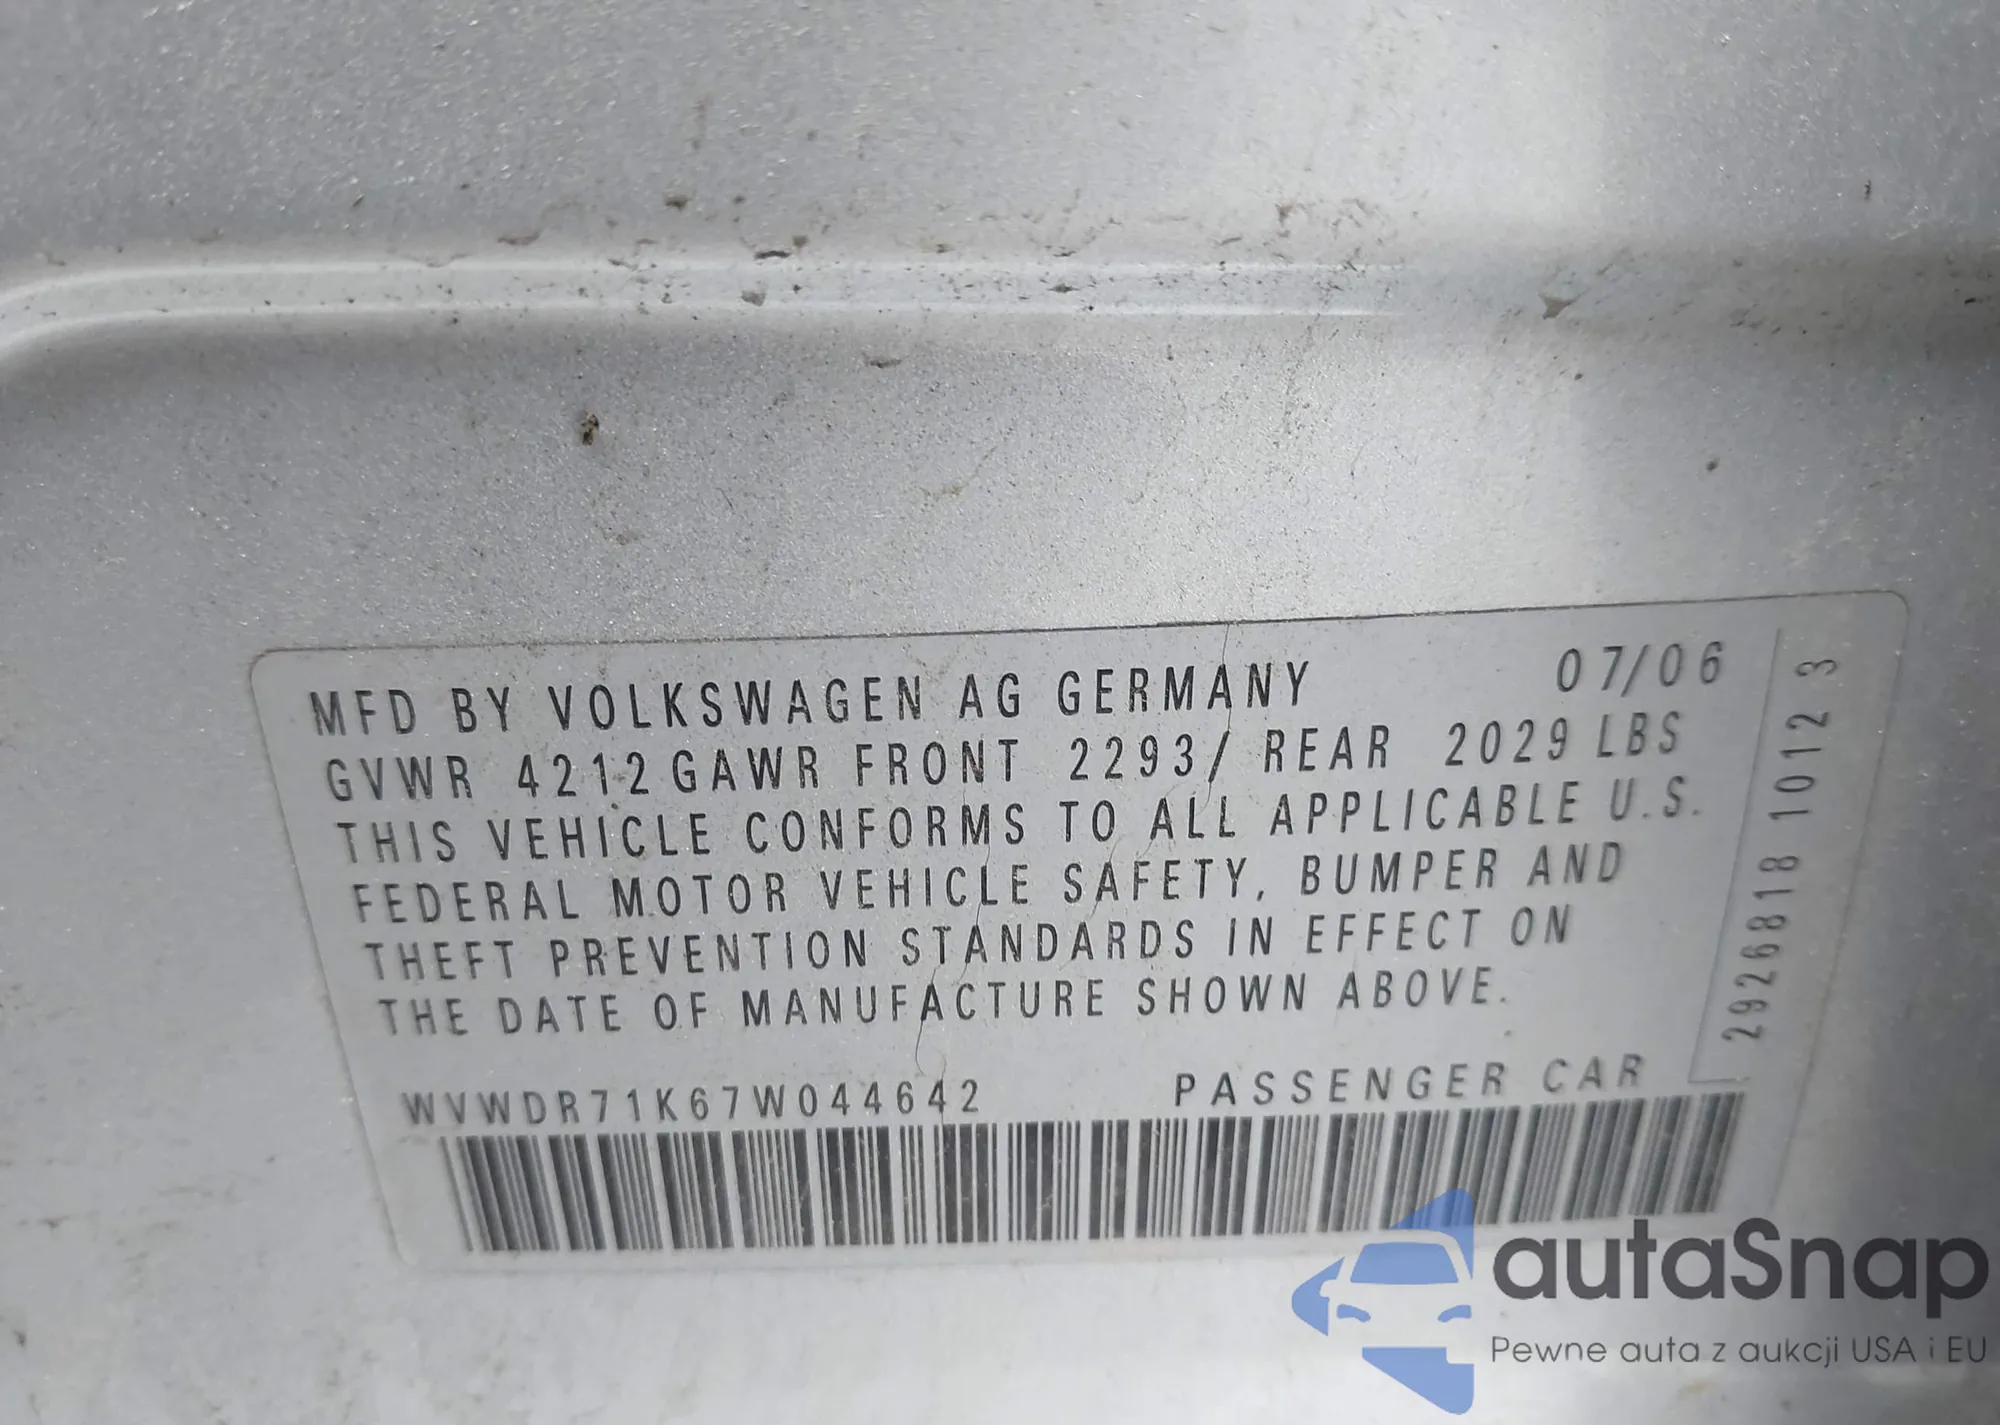 MFD BY VOLKSWAGEN AG GERMANY 07/06
GVWR 4212 GAWR FRONT 2293/ REAR 2029 LBS
THIS VEHICLE CONFORMS TO ALL APPLICABLE U.S.
FEDERAL MOTOR VEHICLE SAFETY, BUMPER AND
THEFT PREVENTION STANDARDS IN EFFECT ON
THE DATE OF MANUFACTURE SHOWN ABOVE.
WVWDR71K67W044642 PASSENGER CAR
2926818 1012 3
autaSnap
Pewne auta z aukcji USA i EU